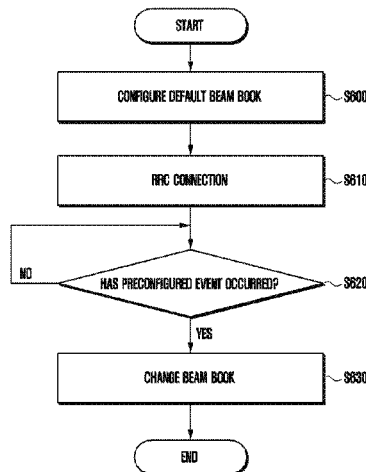 START
CONFIGURE DEFAULT BEAM BOOK
S600
RRC CONNECTION
S610
NO
HAS PRECONFIGURED EVENT OCCURRED?
S620
YES
CHANGE BEAM BOOK
S630
END